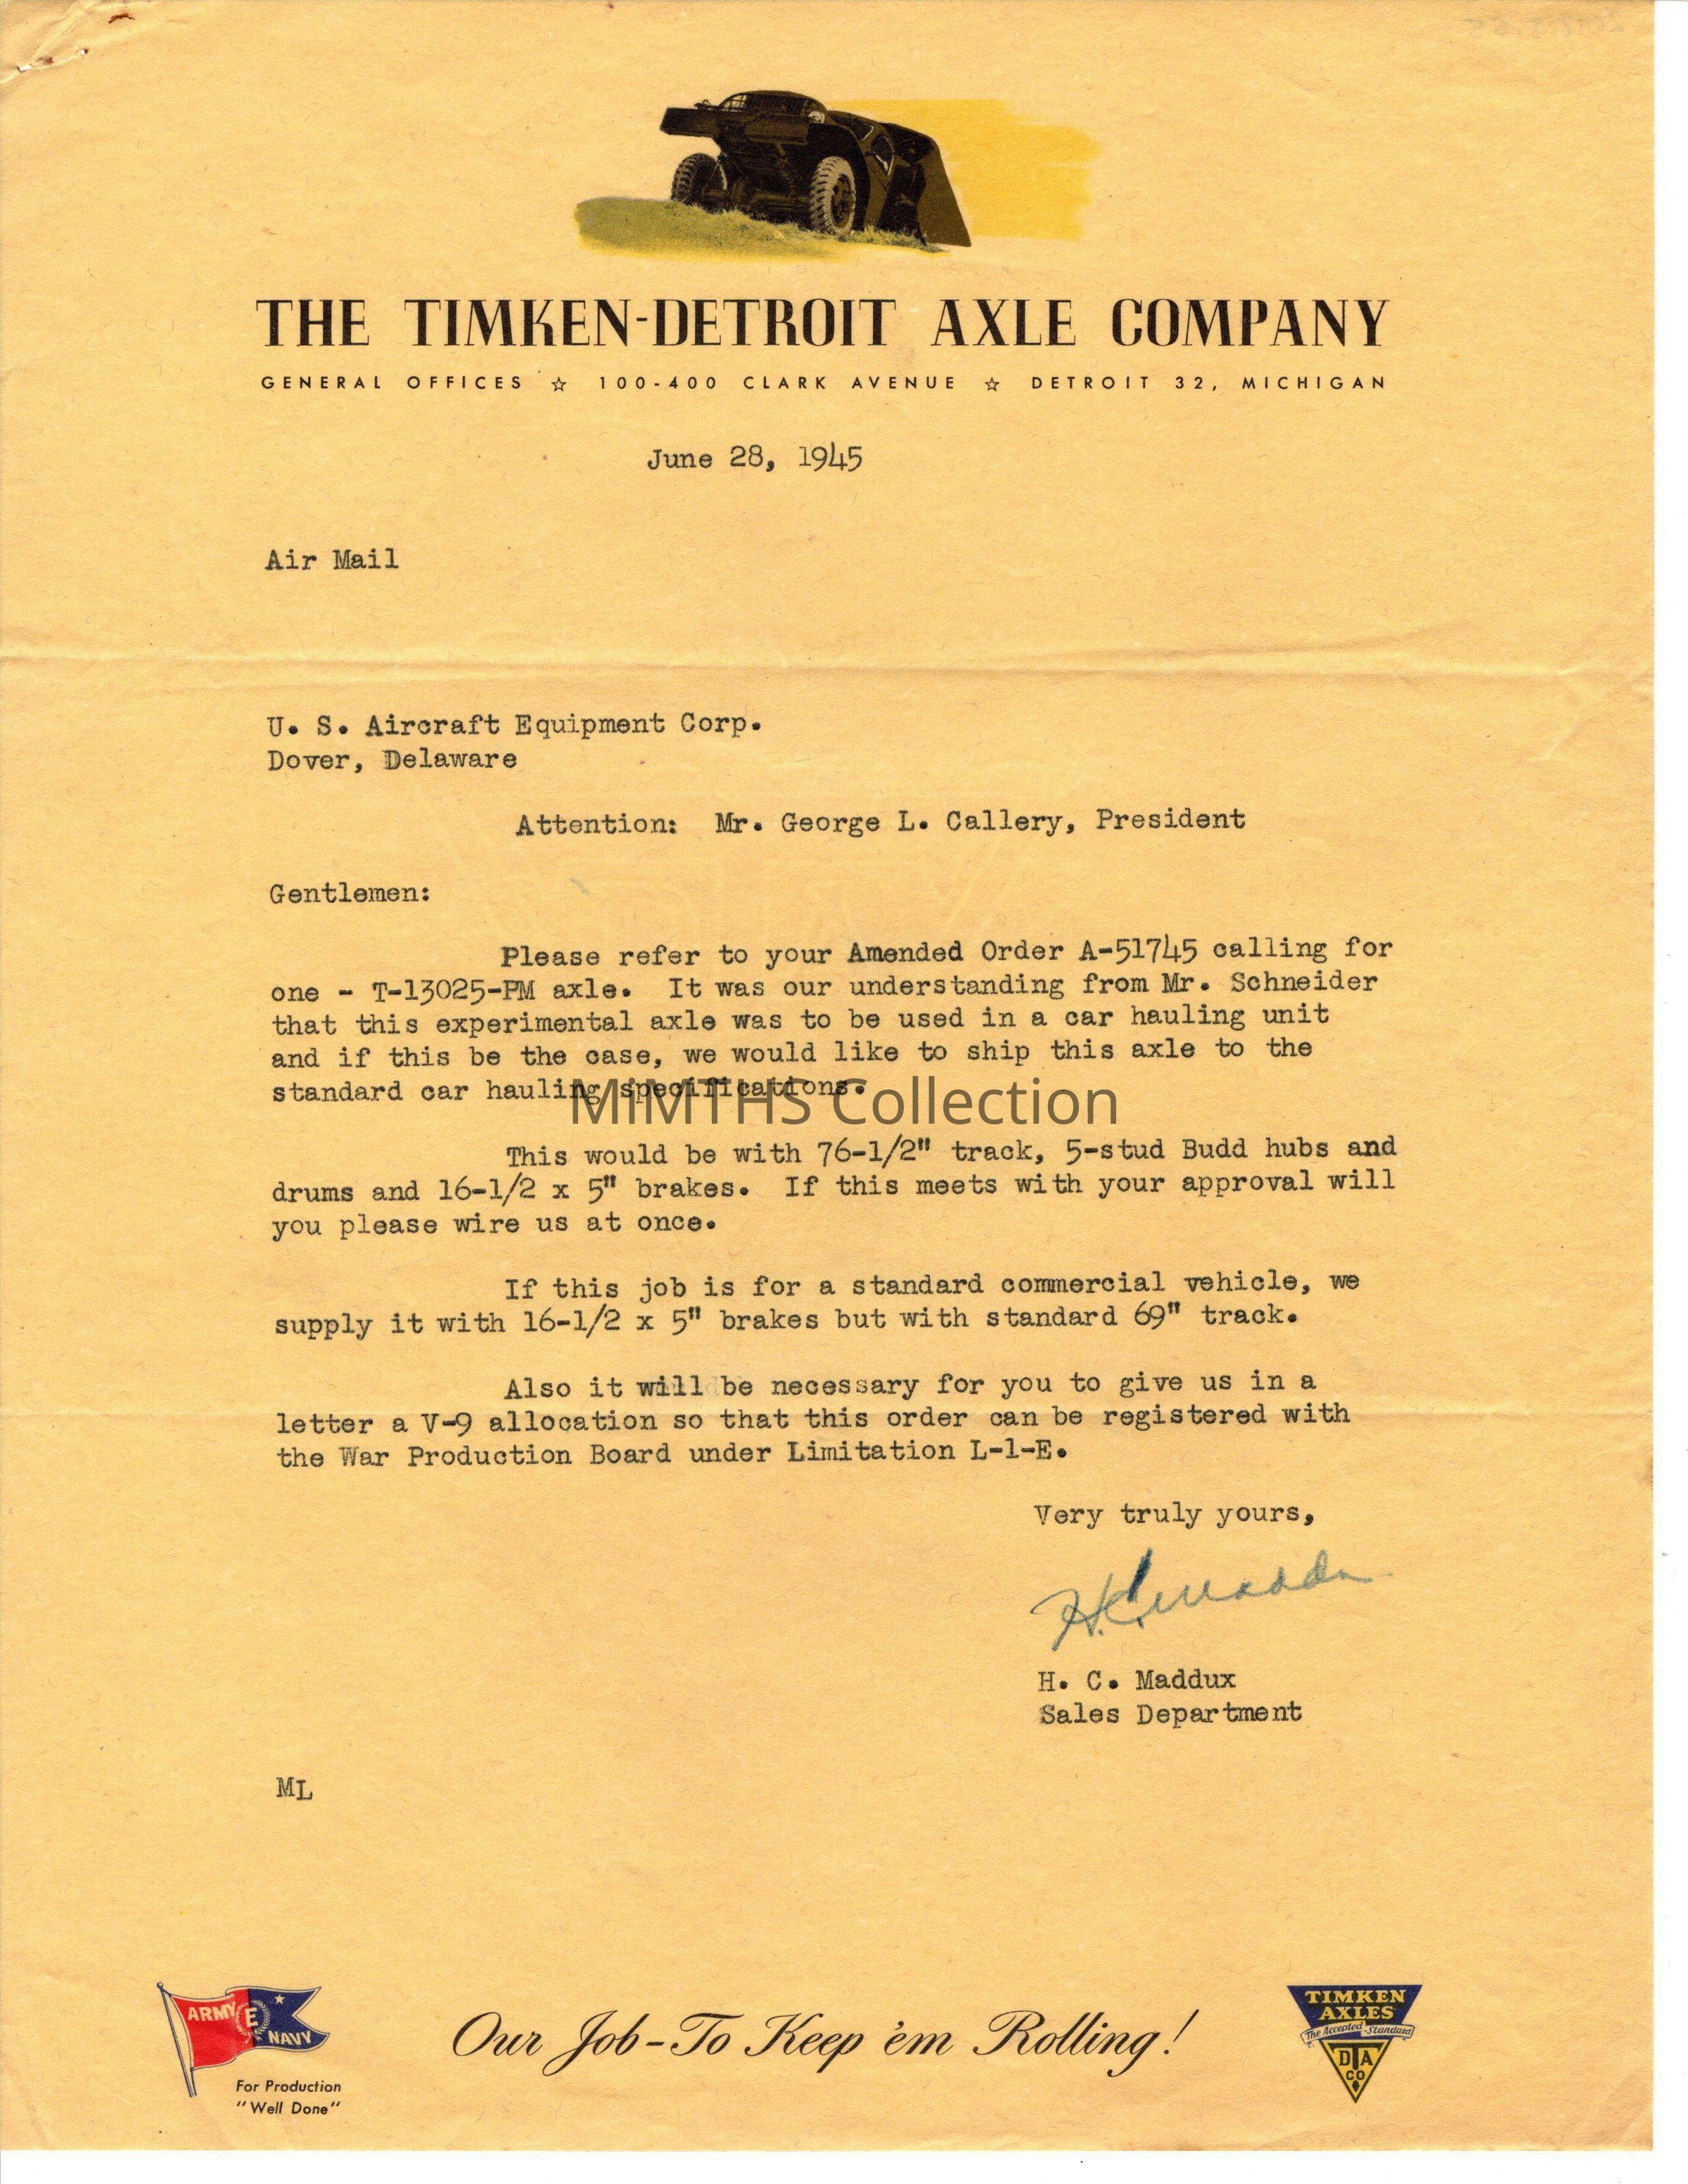 THE TIMKEN-DETROIT AXLE COMPANY
GENERAL OFFICES ☆ 100-400 CLARK AVENUE ☆ DETROIT 32, MICHIGAN
June 28, 1945
Air Mail
U. S. Aircraft Equipment Corp.
Dover, Delaware
Attention: Mr. George L. Callery, President
Gentlemen:
Please refer to your Amended Order A-51745 calling for
one - T-13025-PM axle. It was our understanding from Mr. Schneider
that this experimental axle was to be used in a car hauling unit
and if this be the case, we would like to ship this axle to the
standard car hauling specifications.
MiMTHS Collection
This would be with 76-1/2" track, 5-stud Budd hubs and
drums and 16-1/2 x 5" brakes. If this meets with your approval will
you please wire us at once.
If this job is for a standard commercial vehicle, we
supply it with 16-1/2 x 5" brakes but with standard 69" track.
Also it will be necessary for you to give us in a
letter a V-9 allocation so that this order can be registered with
the War Production Board under Limitation L-1-E.
Very truly yours,
H.C. Maddux
H. C. Maddux
Sales Department
ML
ARMY E NAVY
For Production
"Well Done"
Our Job-To Keep 'em Rolling!
TIMKEN
AXLES
The Accepted Standard
DTA
CO